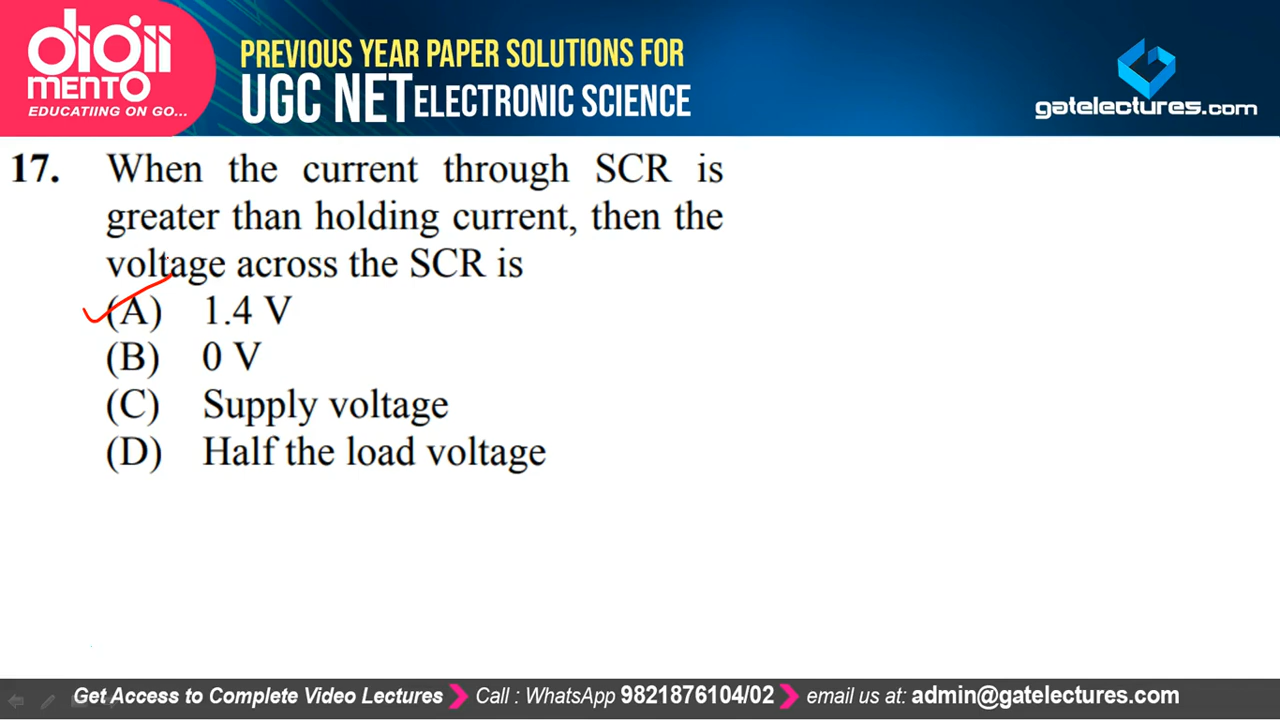 dioii
MENTO
EDUCATIING ON GO...
PREVIOUS YEAR PAPER SOLUTIONS FOR
UGC NET ELECTRONIC SCIENCE
gatelectures.com
17. When the current through SCR is
greater than holding current, then the
voltage across the SCR is
(A) 1.4 V
(B) 0 V
(C) Supply voltage
(D) Half the load voltage
Get Access to Complete Video Lectures Call : WhatsApp 9821876104/02 email us at: admin@gatelectures.com